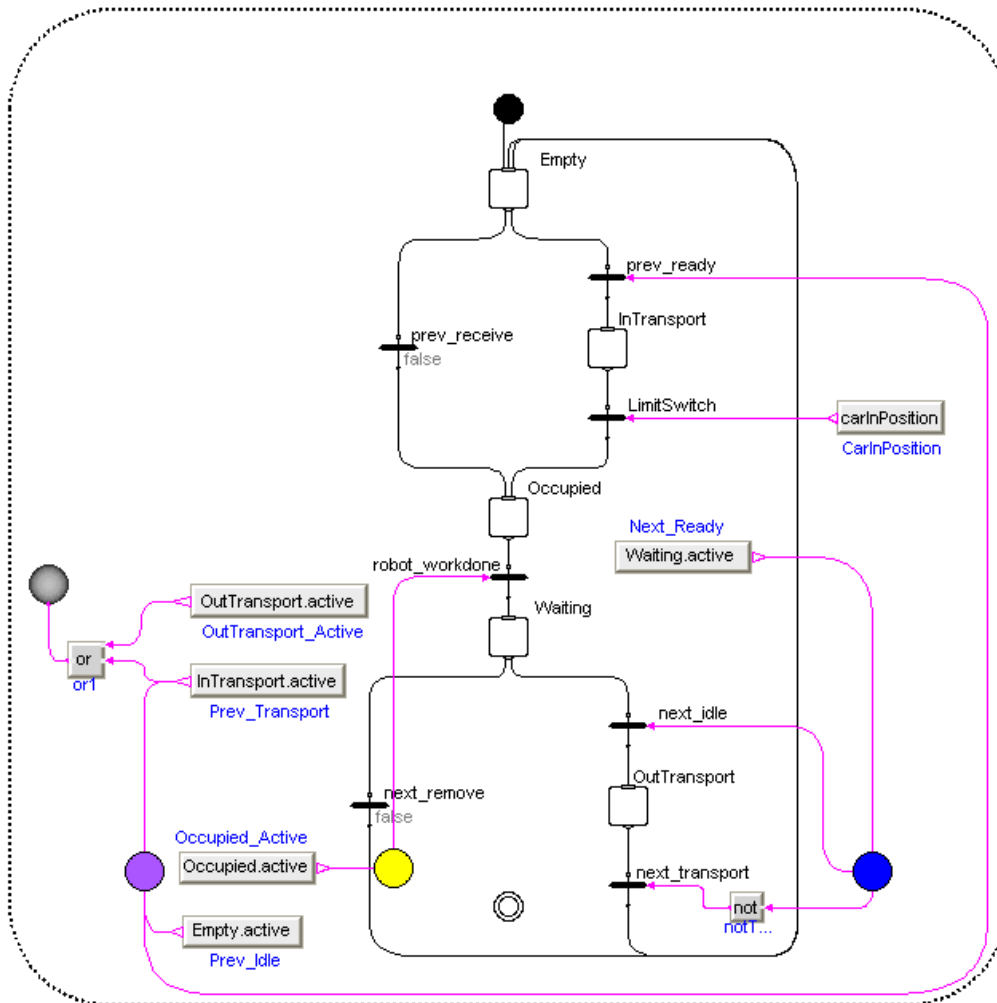 Empty
prev_ready
InTransport
prev_receive
false
LimitSwitch
carInPosition
CarInPosition
Occupied
Next_Ready
Waiting.active
robot_workdone
OutTransport.active
OutTransport_Active
Waiting
or
or1
InTransport.active
Prev_Transport
next_idle
OutTransport
next_remove
false
Occupied_Active
Occupied.active
next_transport
not
notT...
Empty.active
Prev_Idle